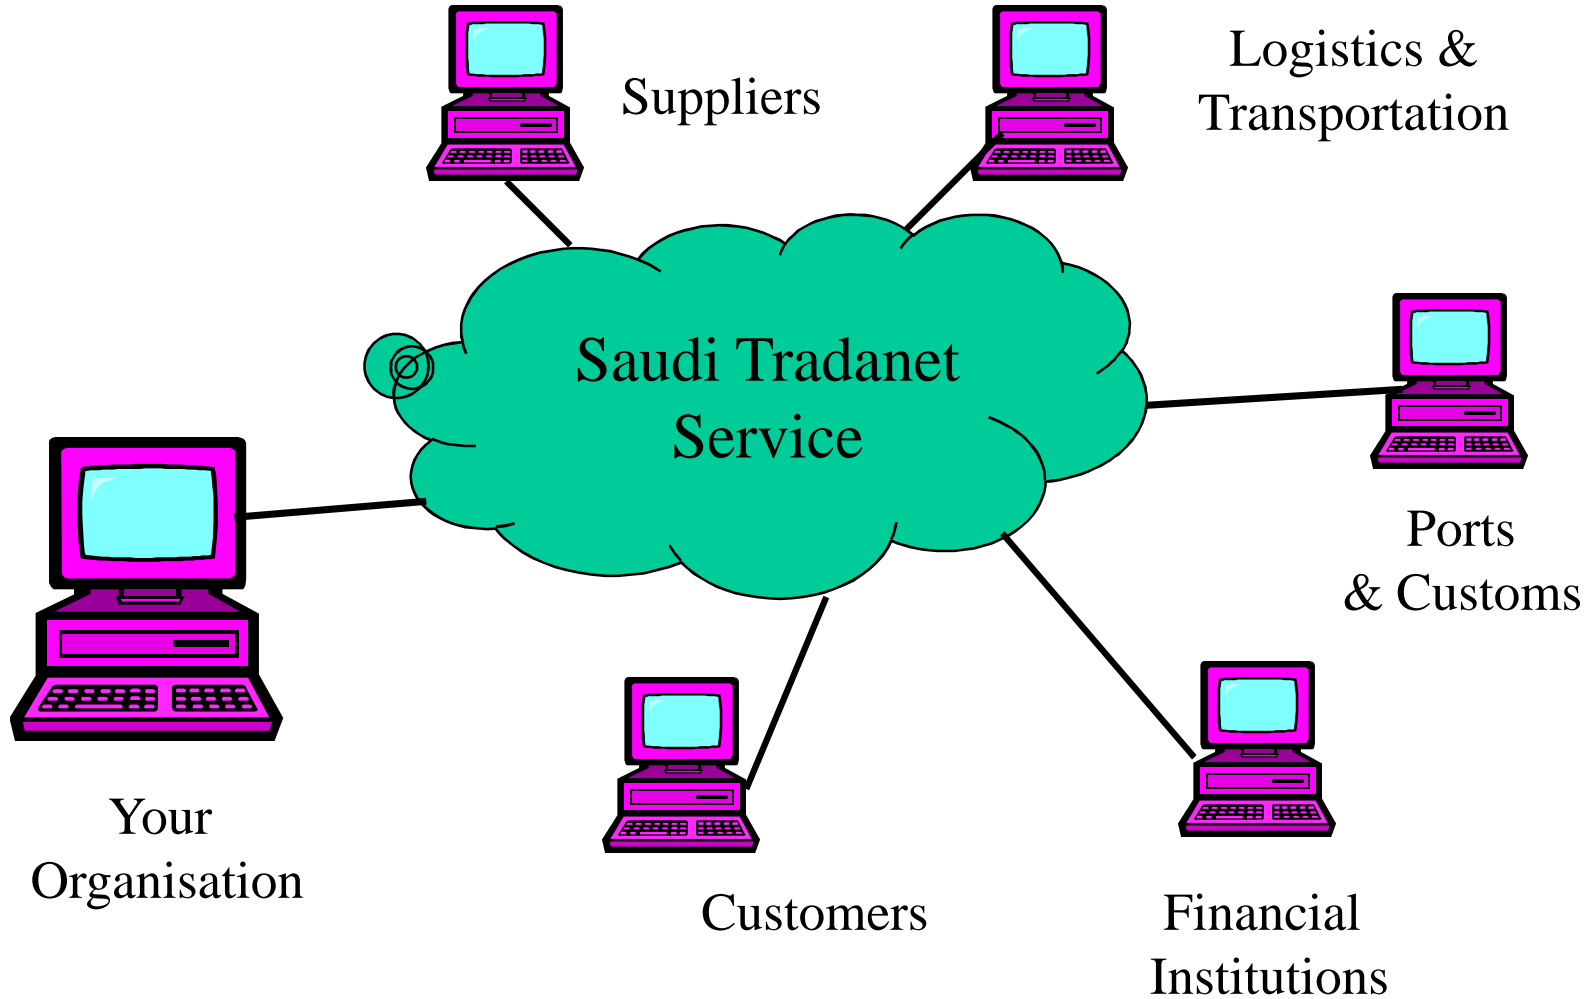 Suppliers
Logistics &
Transportation
Saudi Tradanet
Service
Ports
& Customs
Your
Organisation
Customers
Financial
Institutions